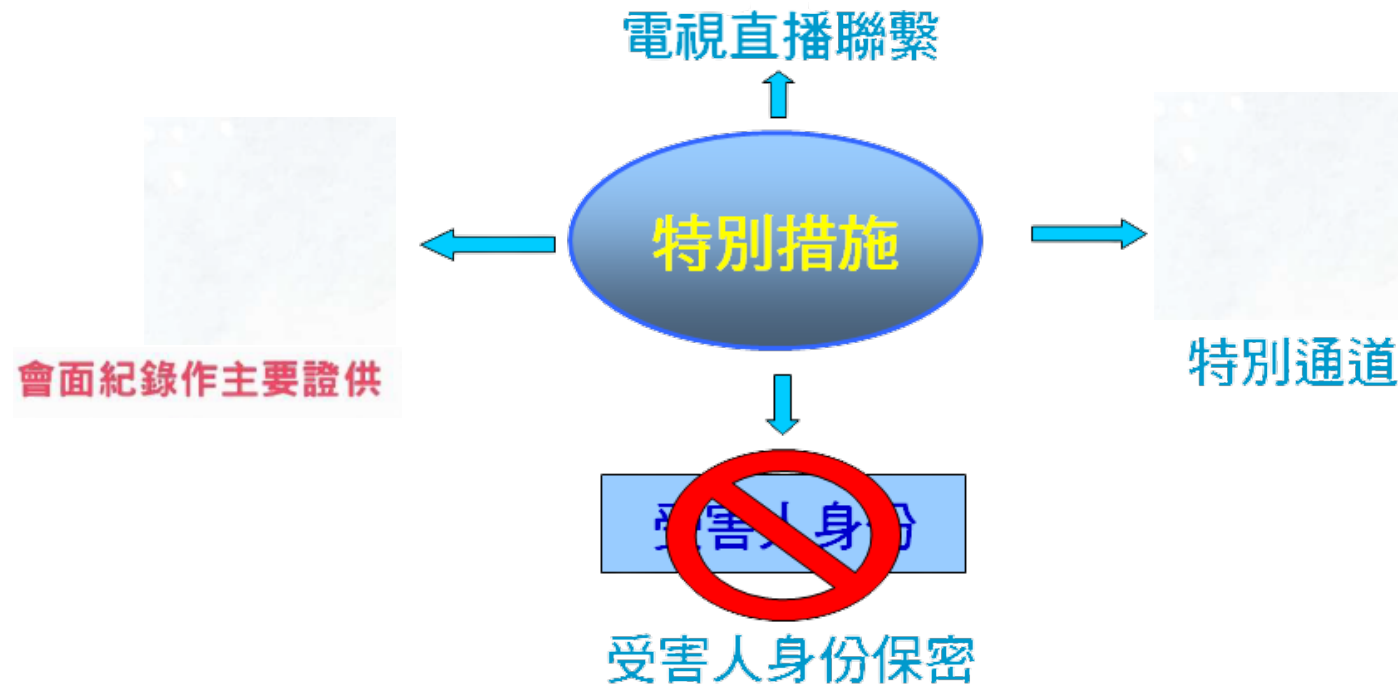 電視直播聯繫
特別措施
會面紀錄作主要證供
特別通道
受害人身份
受害人身份保密